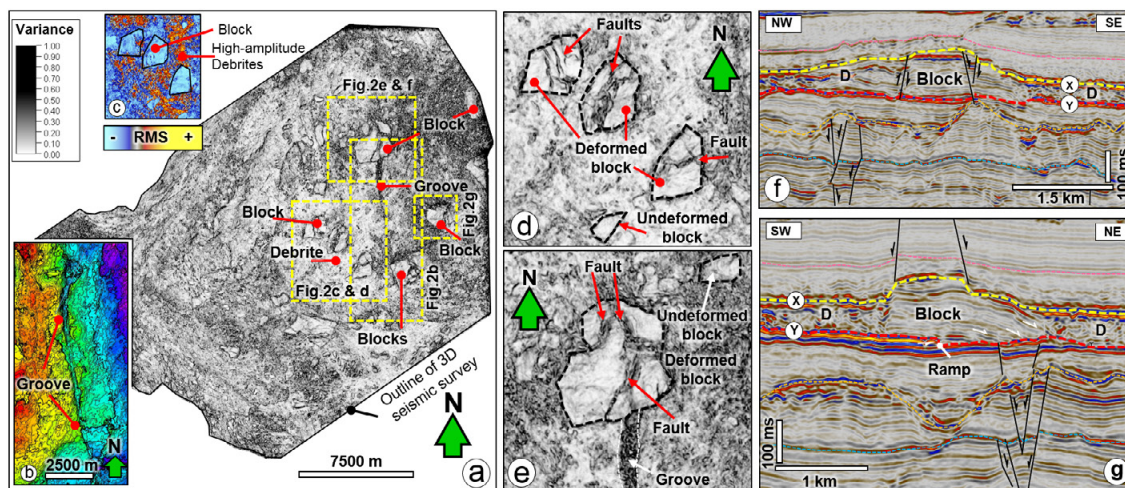 Variance
1.00
0.90
0.80
0.70
0.60
0.50
0.40
0.30
0.20
0.10
0.00
Block
High-amplitude
Debrites
c
- RMS +
Fig.2e & f
Block
Groove
Fig.2g
Block
Block
Debrite
Fig.2c & d
Fig.2b
Blocks
Outline of 3D
seismic survey
N
7500 m
a
Groove
N
b
2500 m
Faults
N
Deformed
block
Fault
Undeformed
block
d
Fault
N
Undeformed
block
Deformed
block
Fault
Groove
e
NW
SE
D
Block
X
D
Y
100 ms
1.5 km
f
SW
NE
X
D
Block
Y
D
Ramp
100 ms
1 km
g